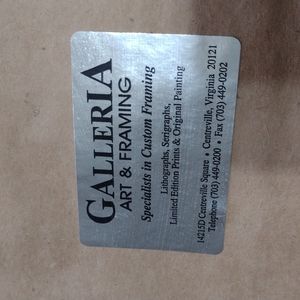 GALLERIA
ART & FRAMING
Specialists in Custom Framing
Lithographs, Serigraphs,
Limited Edition Prints & Original Painting
14215D Centreville Square • Centreville, Virginia 20121
Telephone (703) 449-0200 • Fax (703) 449-0202